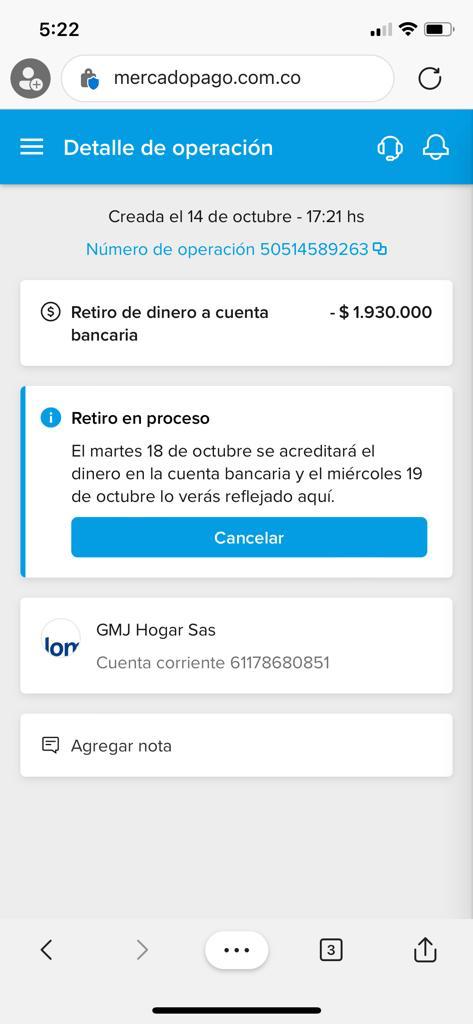 5:22
mercadopago.com.co
Detalle de operación
Creada el 14 de octubre - 17:21 hs
Número de operación 50514589263
Retiro de dinero a cuenta
bancaria
- $ 1.930.000
Retiro en proceso
El martes 18 de octubre se acreditará el
dinero en la cuenta bancaria y el miércoles 19
de octubre lo verás reflejado aquí.
Cancelar
GMJ Hogar Sas
Cuenta corriente 61178680851
Agregar nota
3